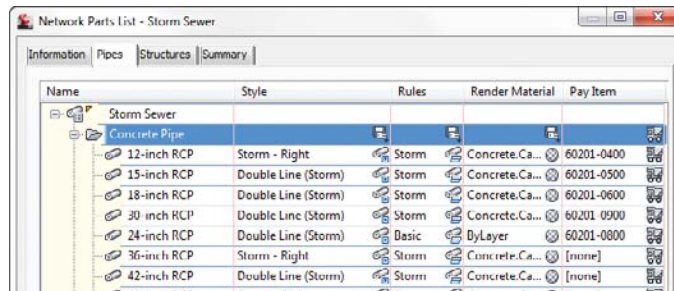 Network Parts List - Storm Sewer
Information Pipes Structures Summary
Name Style Rules Render Material Pay Item
Storm Sewer
Concrete Pipe
12-inch RCP Storm - Right Storm Concrete.Ca... 60201-0400
15-inch RCP Double Line (Storm) Storm Concrete.Ca... 60201-0500
18-inch RCP Double Line (Storm) Storm Concrete.Ca... 60201-0600
30-inch RCP Double Line (Storm) Storm Concrete.Ca... 60201-0900
24-inch RCP Double Line (Storm) Basic ByLayer 60201-0800
36-inch RCP Storm - Right Storm Concrete.Ca... [none]
42-inch RCP Double Line (Storm) Storm Concrete.Ca... [none]